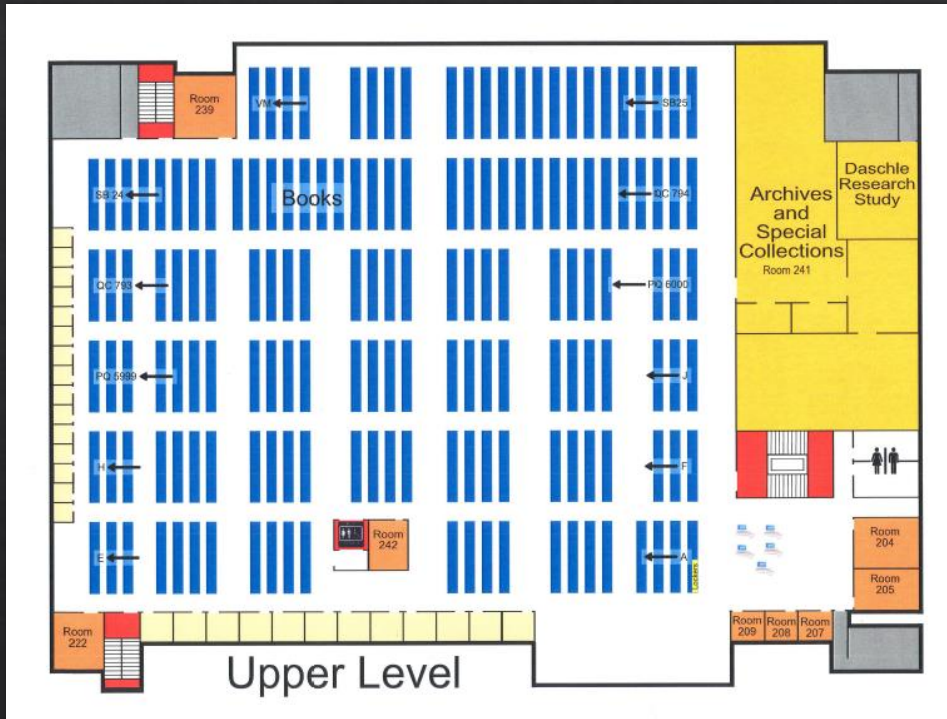 Room
239
VM
SB25
SB 24
Books
QC 794
Archives
and
Special
Collections
Room 241
Daschle
Research
Study
QC 793
PQ 6000
PQ 5999
J
H
F
E
Room
242
A
Lockers
Room
204
Room
205
Room
222
Room
209
Room
208
Room
207
Upper Level